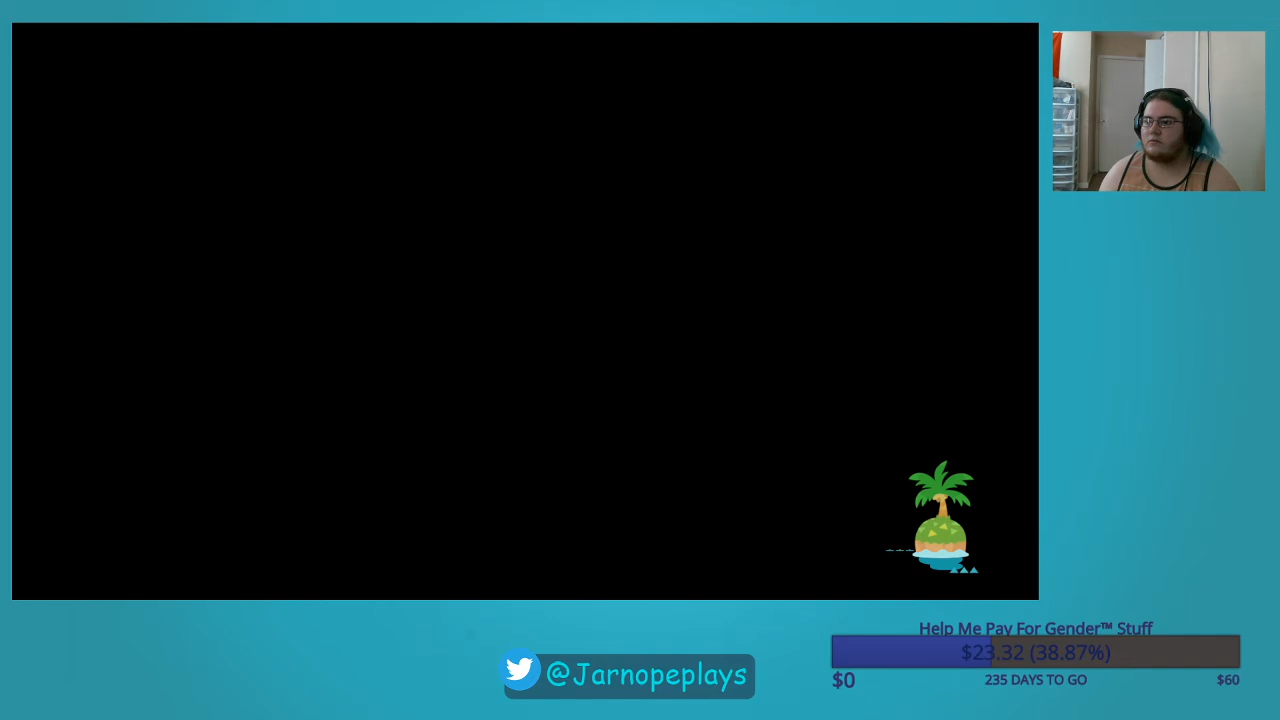 Help Me Pay For Gender™ Stuff
$23.32 (38.87%)
$0
235 DAYS TO GO
$60
@Jarnopeplays